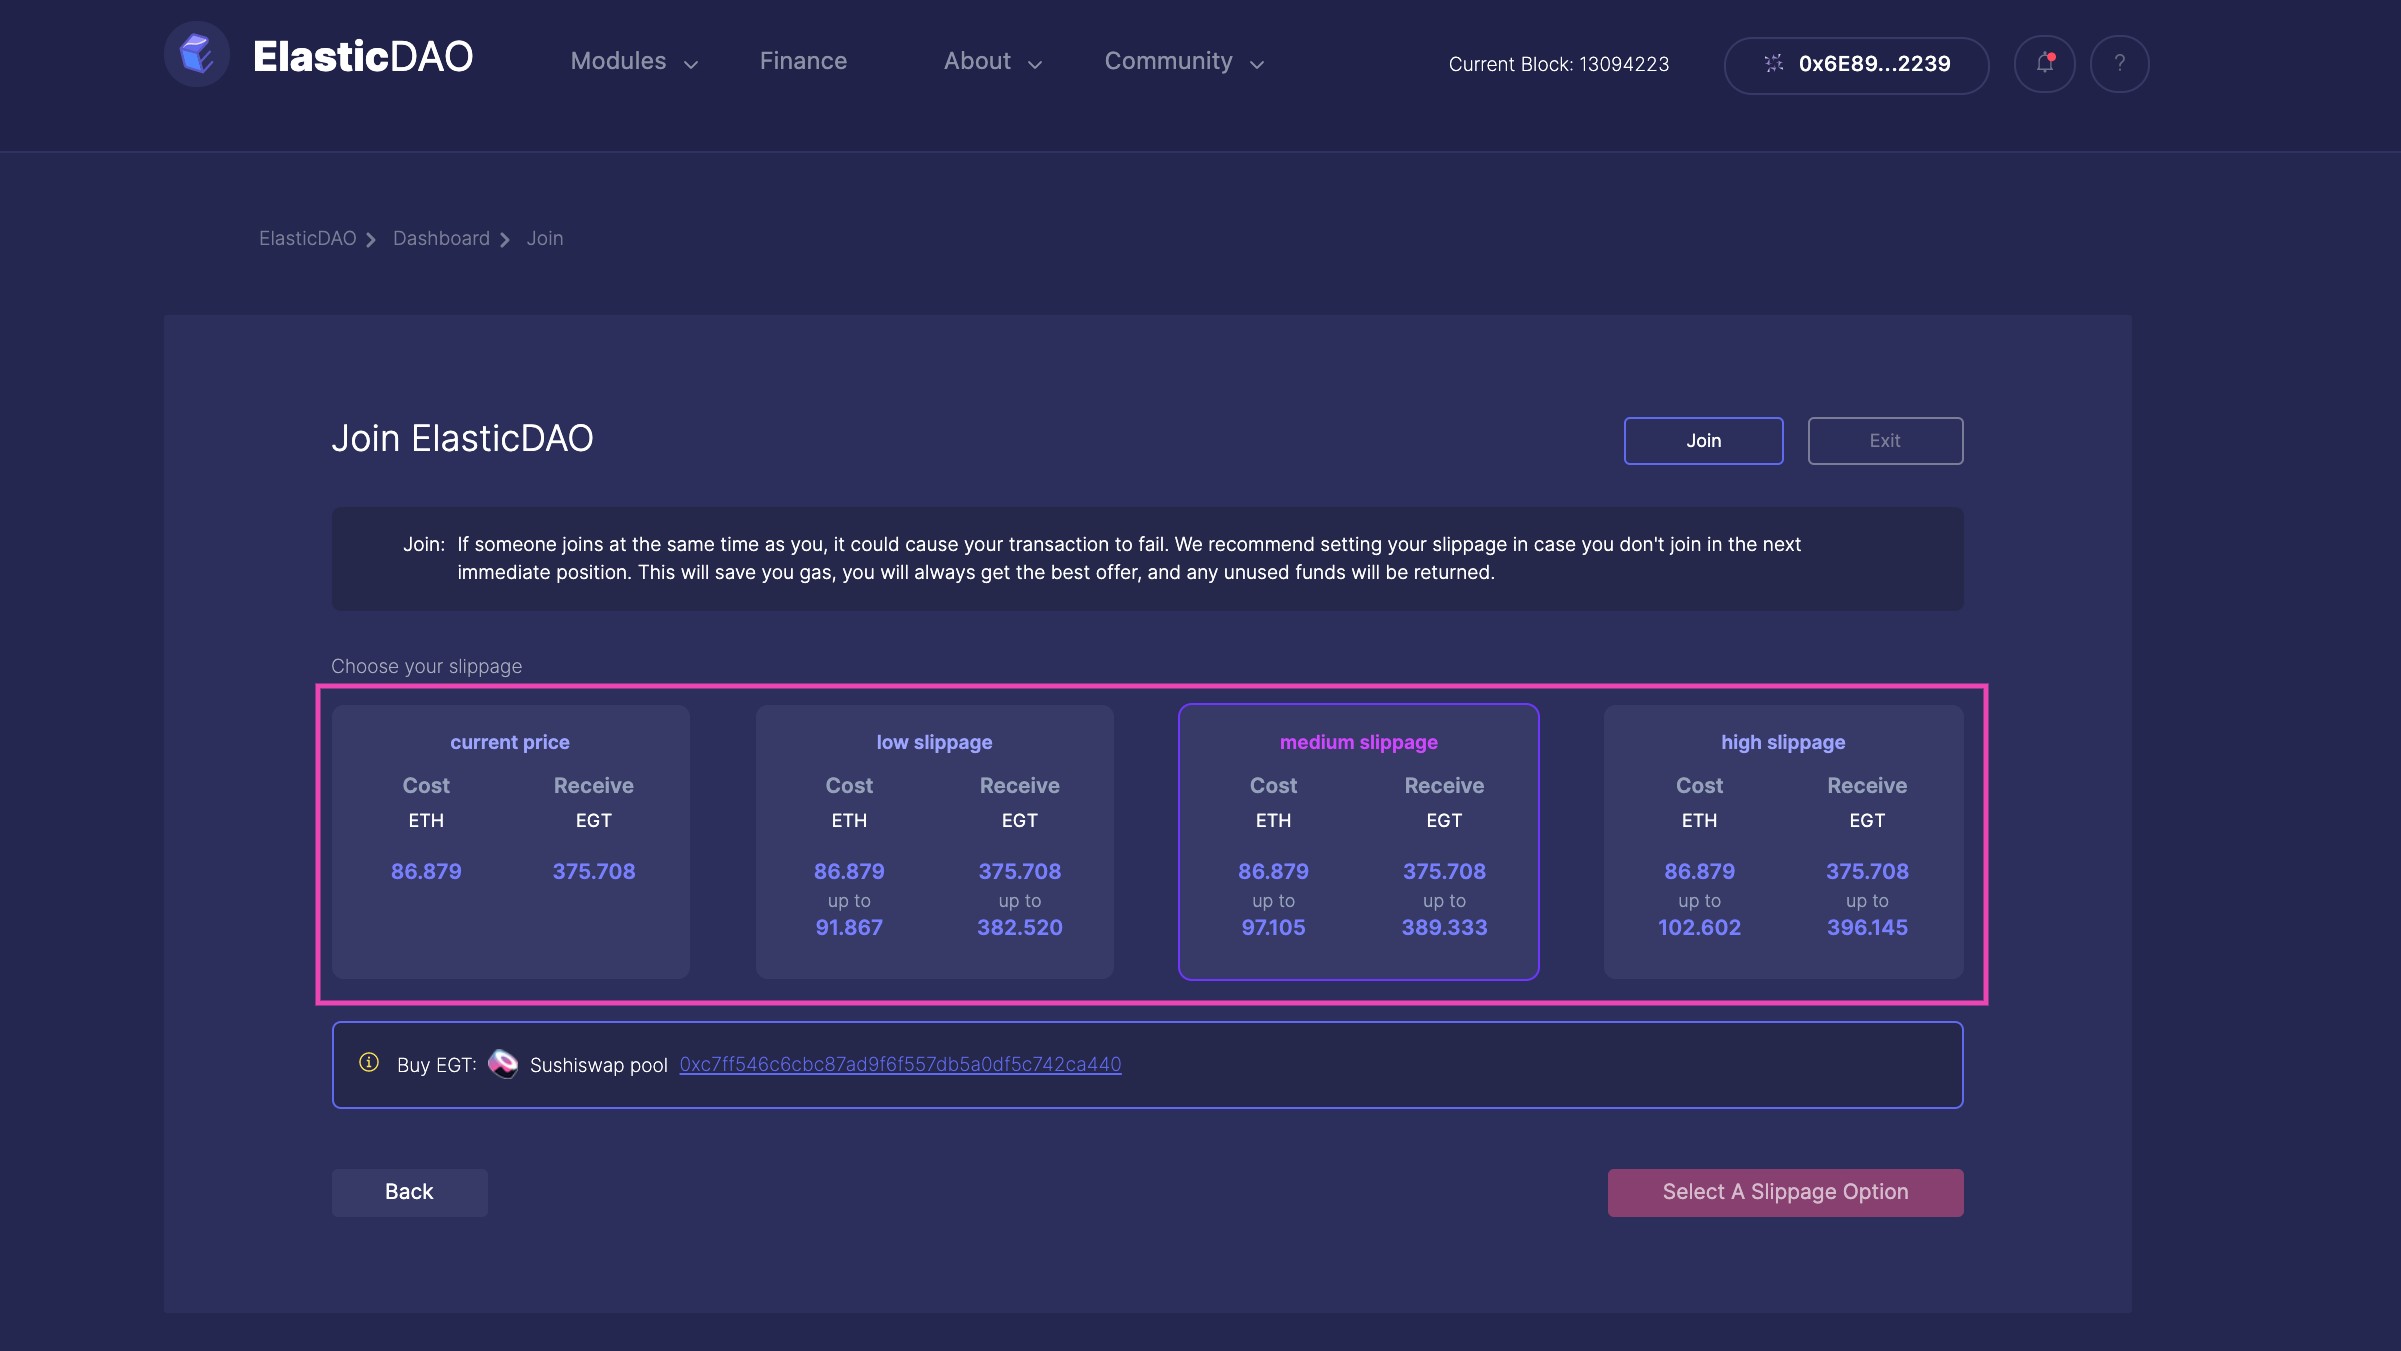 ElasticDAO
Modules
Finance
About
Community
Current Block: 13094223
0x6E89...2239
?
ElasticDAO
Dashboard
Join
Join ElasticDAO
Join
Exit
Join: If someone joins at the same time as you, it could cause your transaction to fail. We recommend setting your slippage in case you don't join in the next
immediate position. This will save you gas, you will always get the best offer, and any unused funds will be returned.
Choose your slippage
current price
Cost Receive
ETH EGT
86.879 375.708
low slippage
Cost Receive
ETH EGT
86.879 375.708
up to up to
91.867 382.520
medium slippage
Cost Receive
ETH EGT
86.879 375.708
up to up to
97.105 389.333
high slippage
Cost Receive
ETH EGT
86.879 375.708
up to up to
102.602 396.145
Buy EGT: Sushiswap pool 0xc7ff546c6cbc87ad9f6f557db5a0df5c742ca440
Back
Select A Slippage Option